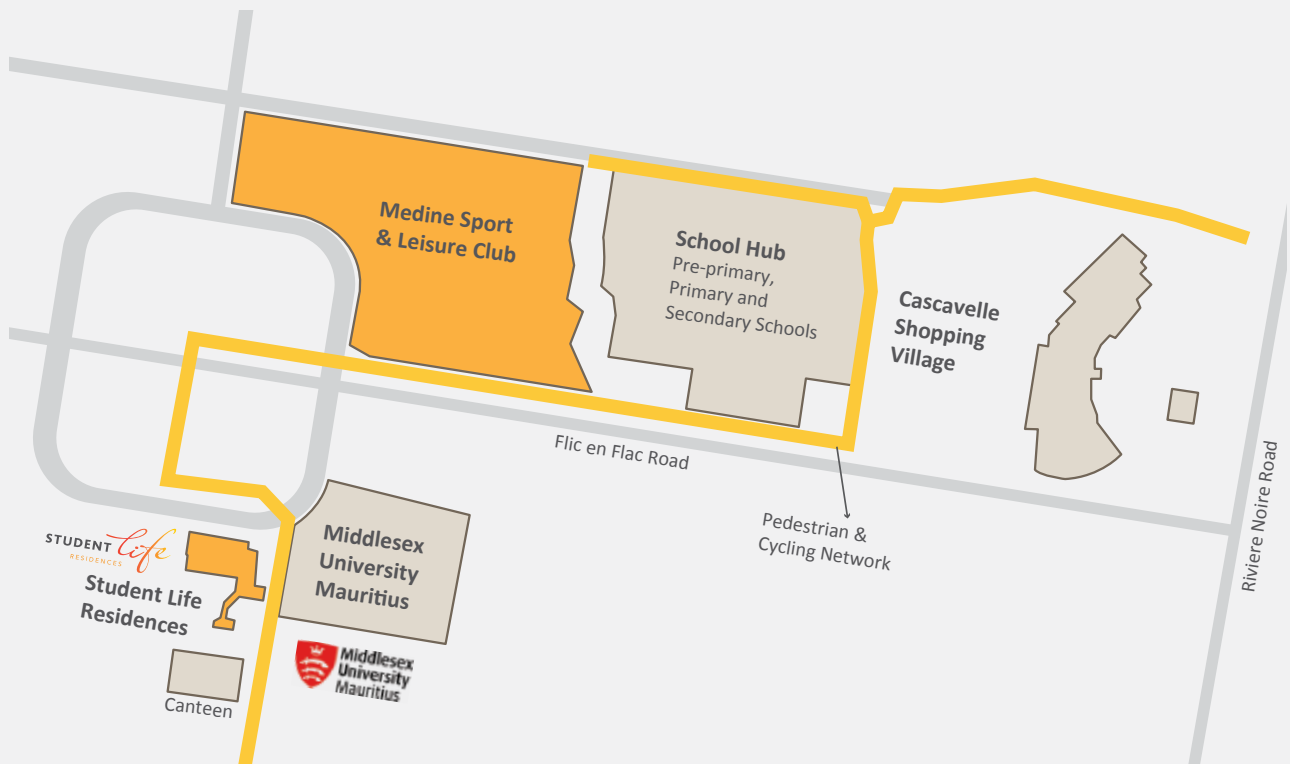 Medine Sport
& Leisure Club
School Hub
Pre-primary,
Primary and
Secondary Schools
Cascavelle
Shopping
Village
Flic en Flac Road
Riviere Noire Road
Pedestrian &
Cycling Network
Middlesex
University
Mauritius
STUDENT life
RESIDENCES
Student Life
Residences
Middlesex
University
Mauritius
Canteen